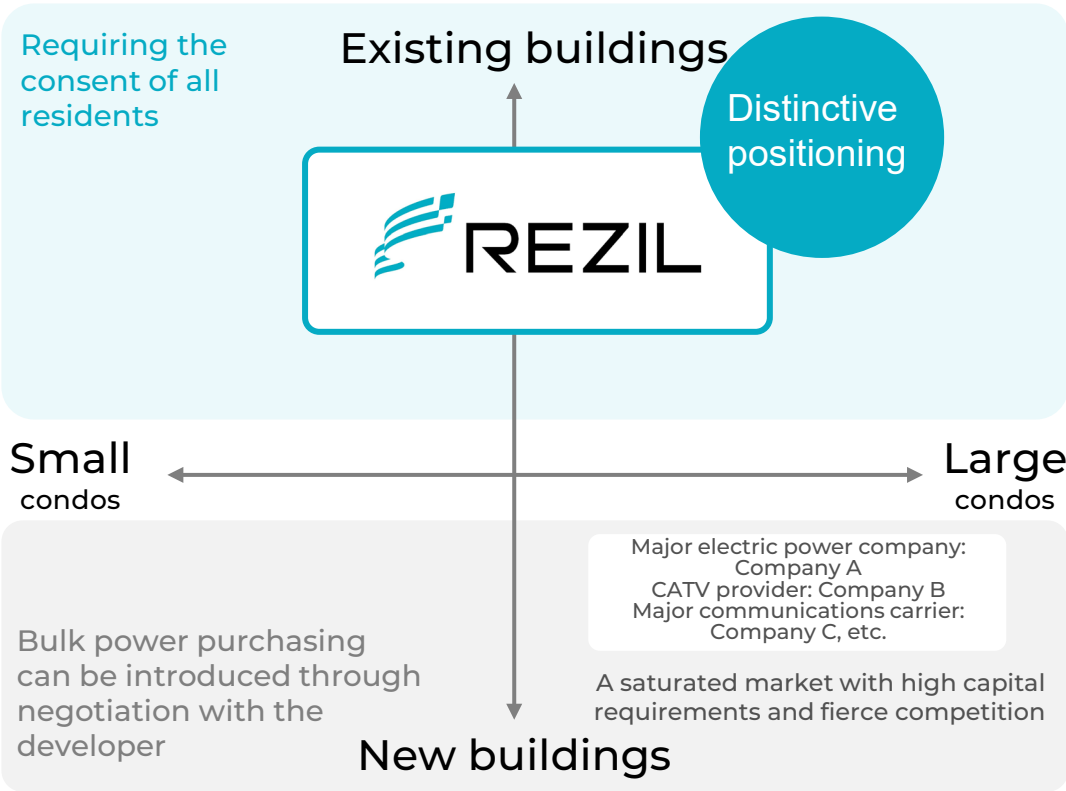 Requiring the
consent of all
residents
Existing buildings
Distinctive
positioning
REZIL
Small
condos
Large
condos
Major electric power company:
Company A
CATV provider: Company B
Major communications carrier:
Company C, etc.
Bulk power purchasing
can be introduced through
negotiation with the
developer
A saturated market with high capital
requirements and fierce competition
New buildings